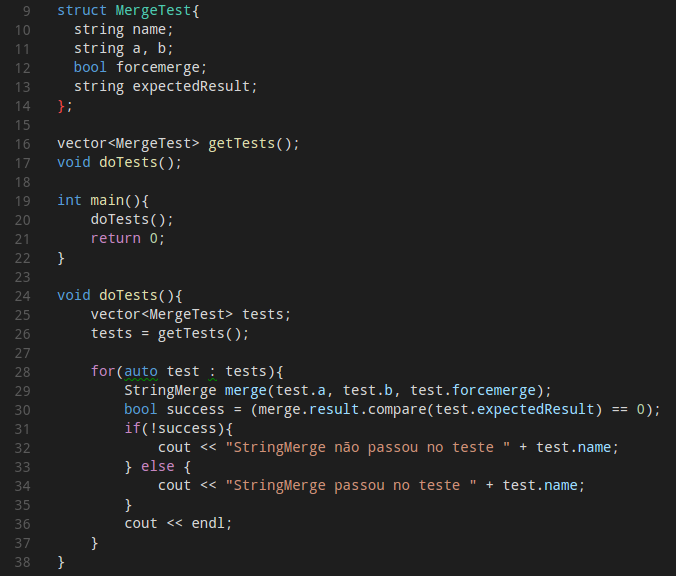 9 struct MergeTest{
10 string name;
11 string a, b;
12 bool forcemerge;
13 string expectedResult;
14 };
15
16 vector<MergeTest> getTests();
17 void doTests();
18
19 int main(){
20 doTests();
21 return 0;
22 }
23
24 void doTests(){
25 vector<MergeTest> tests;
26 tests = getTests();
27
28 for(auto test : tests){
29 StringMerge merge(test.a, test.b, test.forcemerge);
30 bool success = (merge.result.compare(test.expectedResult) == 0);
31 if(!success){
32 cout << "StringMerge não passou no teste " + test.name;
33 } else {
34 cout << "StringMerge passou no teste " + test.name;
35 }
36 cout << endl;
37 }
38 }